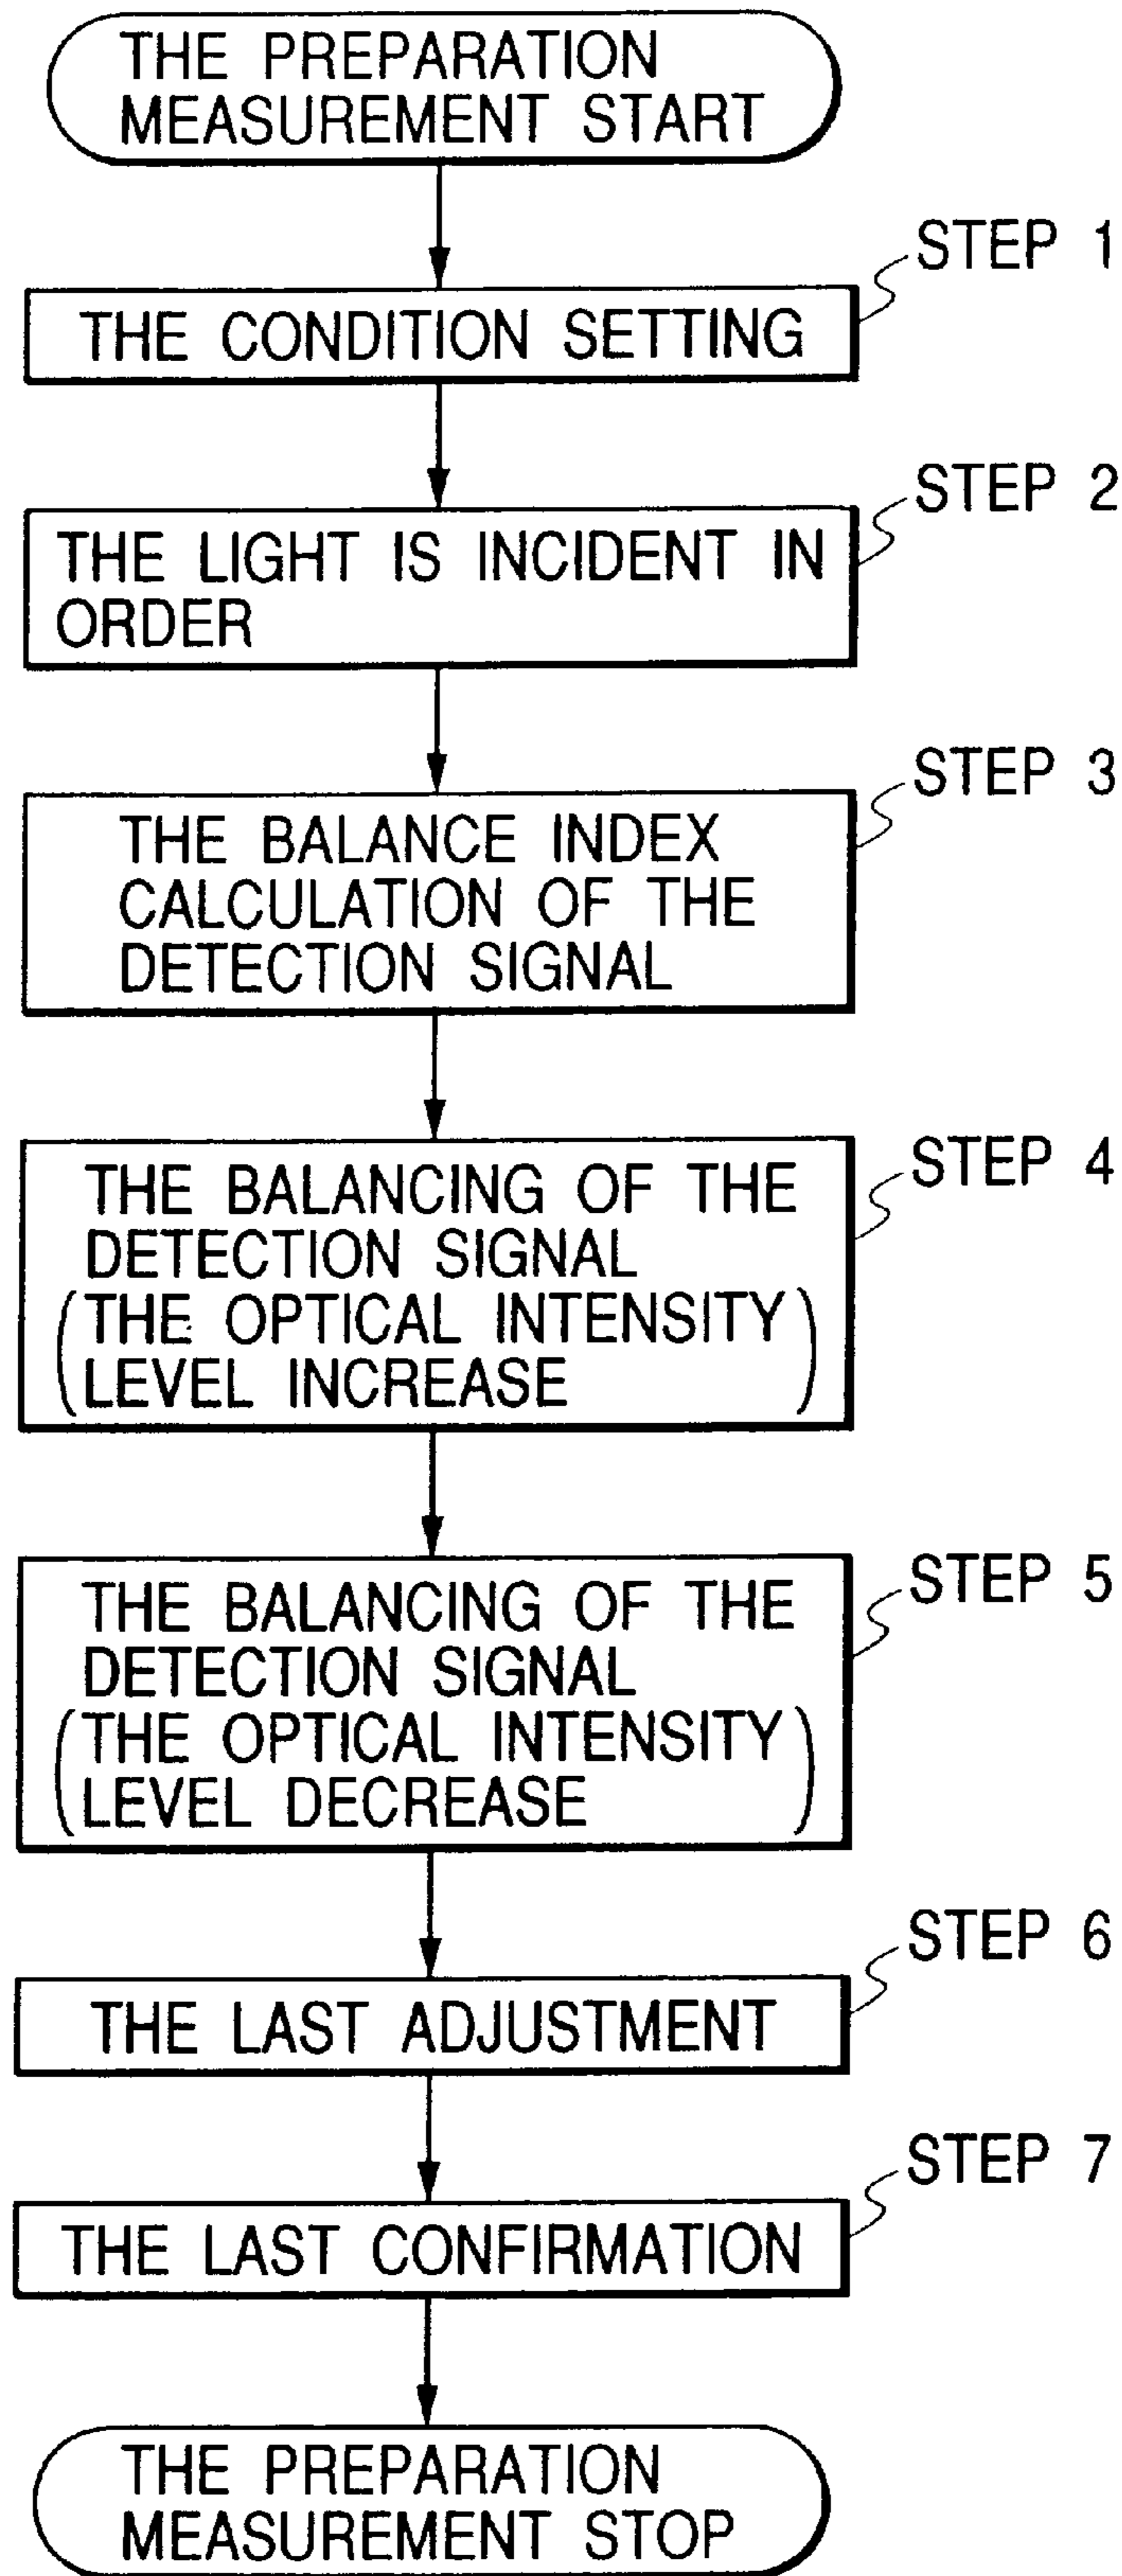 THE PREPARATION
MEASUREMENT START
STEP 1
THE CONDITION SETTING
STEP 2
THE LIGHT IS INCIDENT IN
ORDER
STEP 3
THE BALANCE INDEX
CALCULATION OF THE
DETECTION SIGNAL
STEP 4
THE BALANCING OF THE
DETECTION SIGNAL
(THE OPTICAL INTENSITY
LEVEL INCREASE)
STEP 5
THE BALANCING OF THE
DETECTION SIGNAL
(THE OPTICAL INTENSITY
LEVEL DECREASE)
STEP 6
THE LAST ADJUSTMENT
STEP 7
THE LAST CONFIRMATION
THE PREPARATION
MEASUREMENT STOP